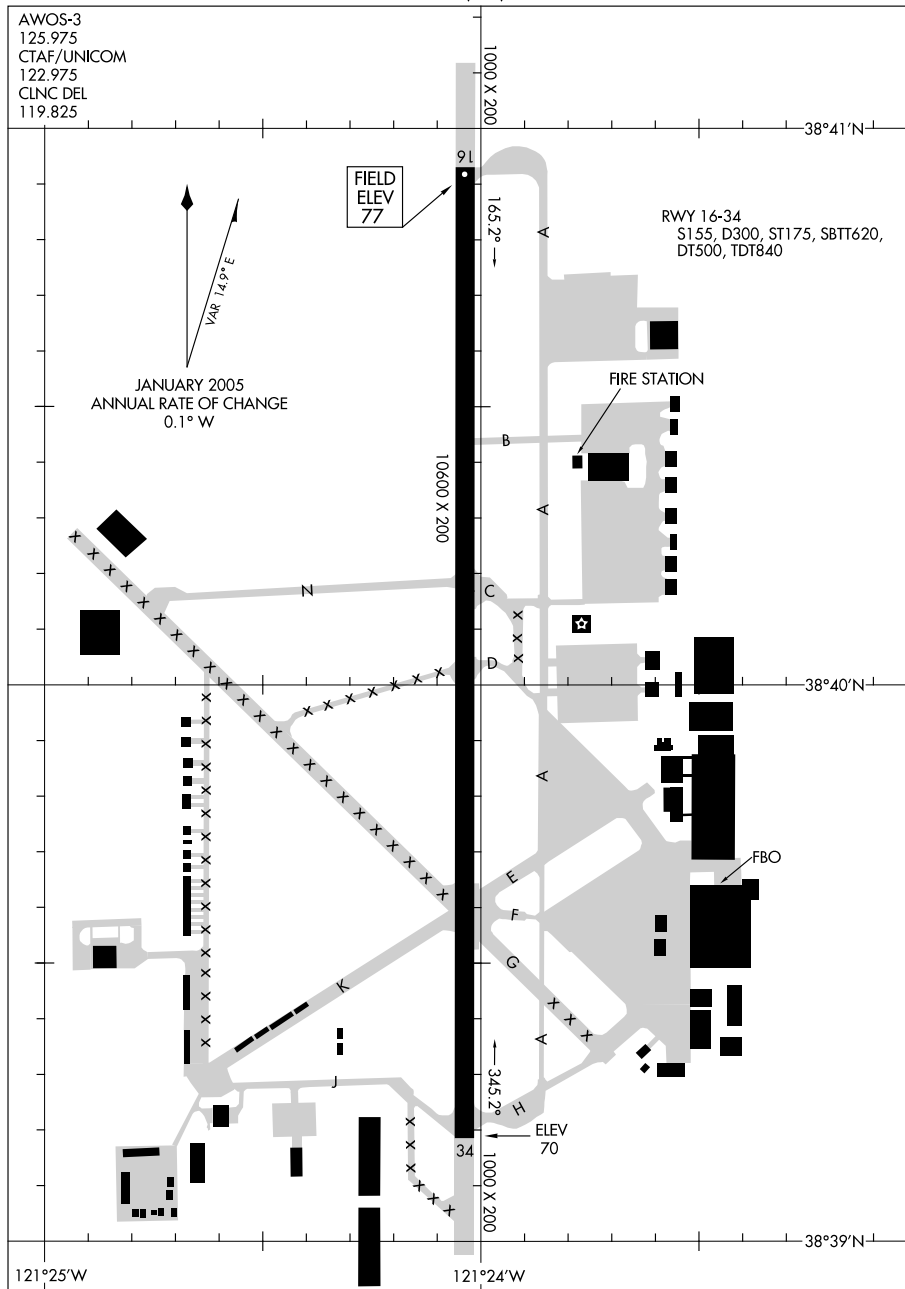 AWOS-3
125.975
CTAF/UNICOM
122.975
CLNC DEL
119.825
1000 X 200
38°41'N
16
FIELD
ELEV
77
165.2°
A
RWY 16-34
S155, D300, ST175, SBTT620,
DT500, TDT840
VAR 14.9° E
JANUARY 2005
ANNUAL RATE OF CHANGE
0.1° W
FIRE STATION
B
10600 X 200
A
N
C
D
38°40'N
A
E
FBO
F
G
K
A
J
345.2°
H
ELEV
70
34
1000 X 200
38°39'N
121°25'W
121°24'W